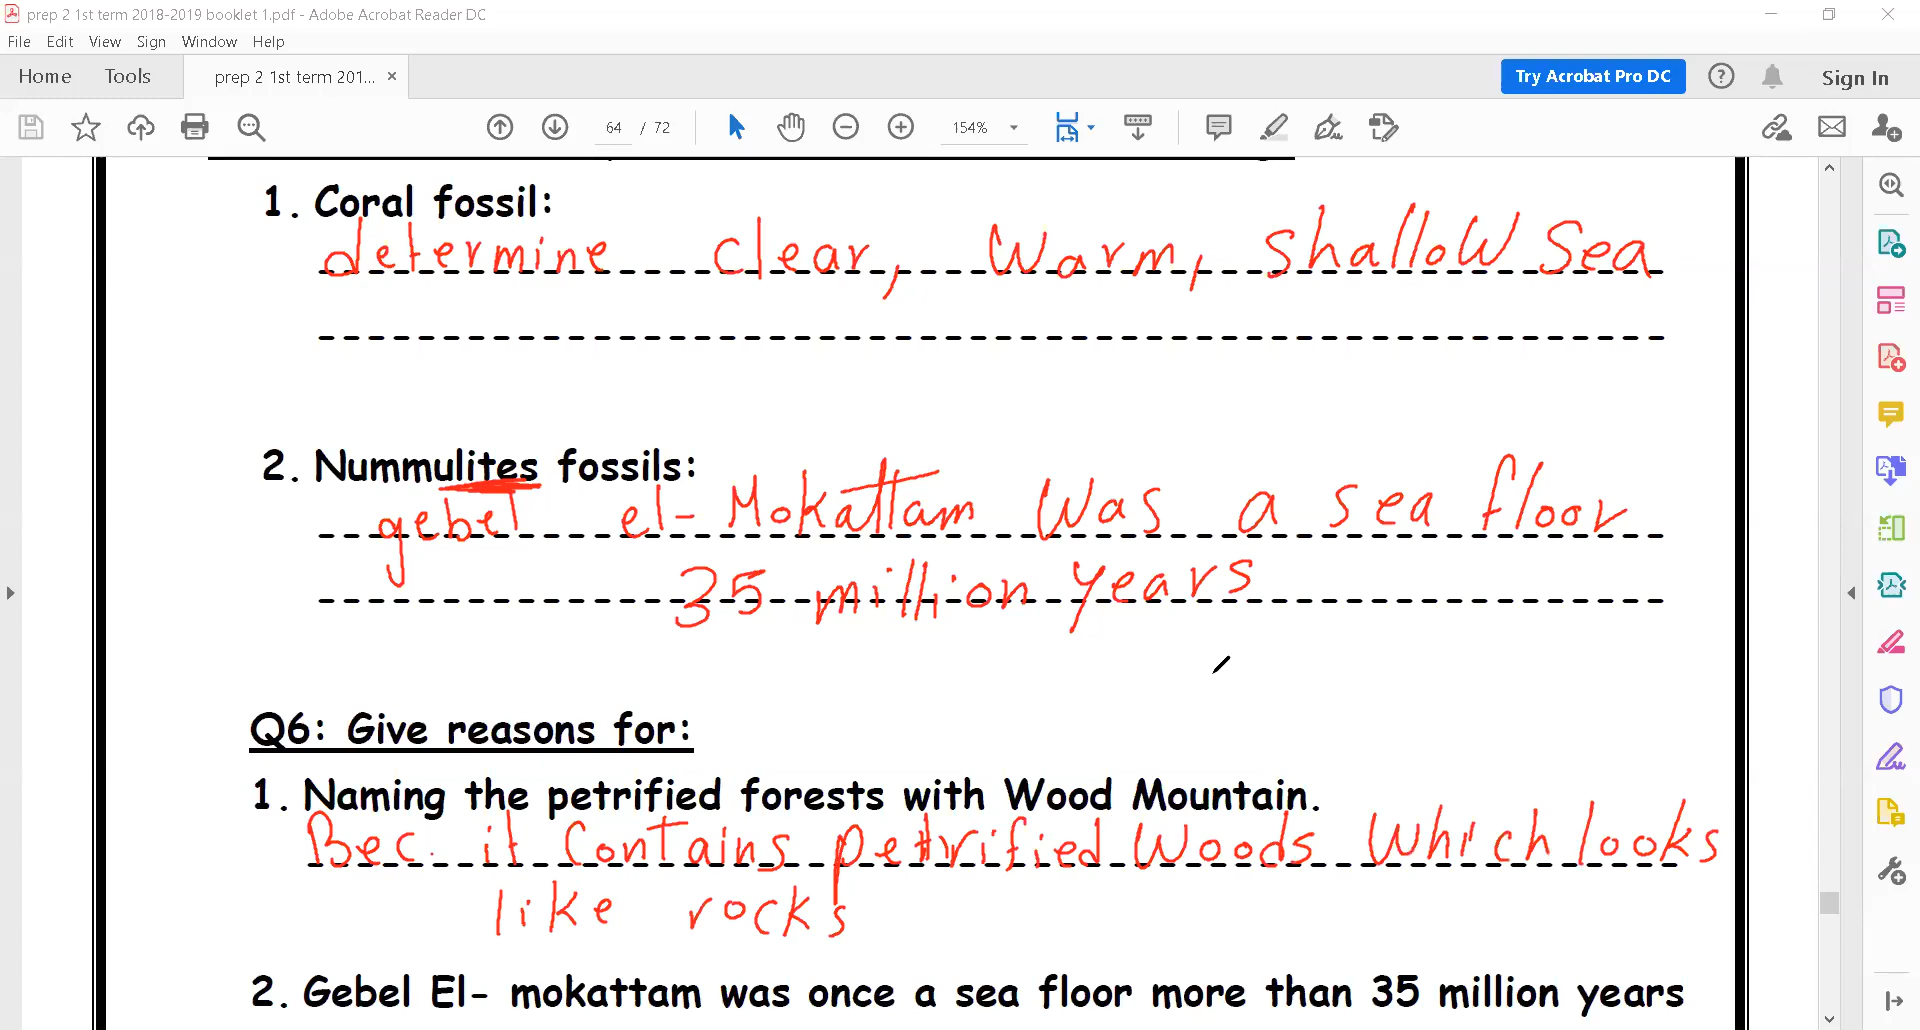 prep 2 1st term 2018-2019 booklet 1.pdf - Adobe Acrobat Reader DC
File Edit View Sign Window Help
Home Tools prep 2 1st term 201... ×
Try Acrobat Pro DC Sign In
64 / 72 154%
1. Coral fossil:
determine clear, warm, shallow Sea
2. Nummulites fossils:
gebel el-Mokattam was a sea floor
35 million years
Q6: Give reasons for:
1. Naming the petrified forests with Wood Mountain.
Bec. it contains petrified woods which looks
like rocks
2. Gebel El- mokattam was once a sea floor more than 35 million years